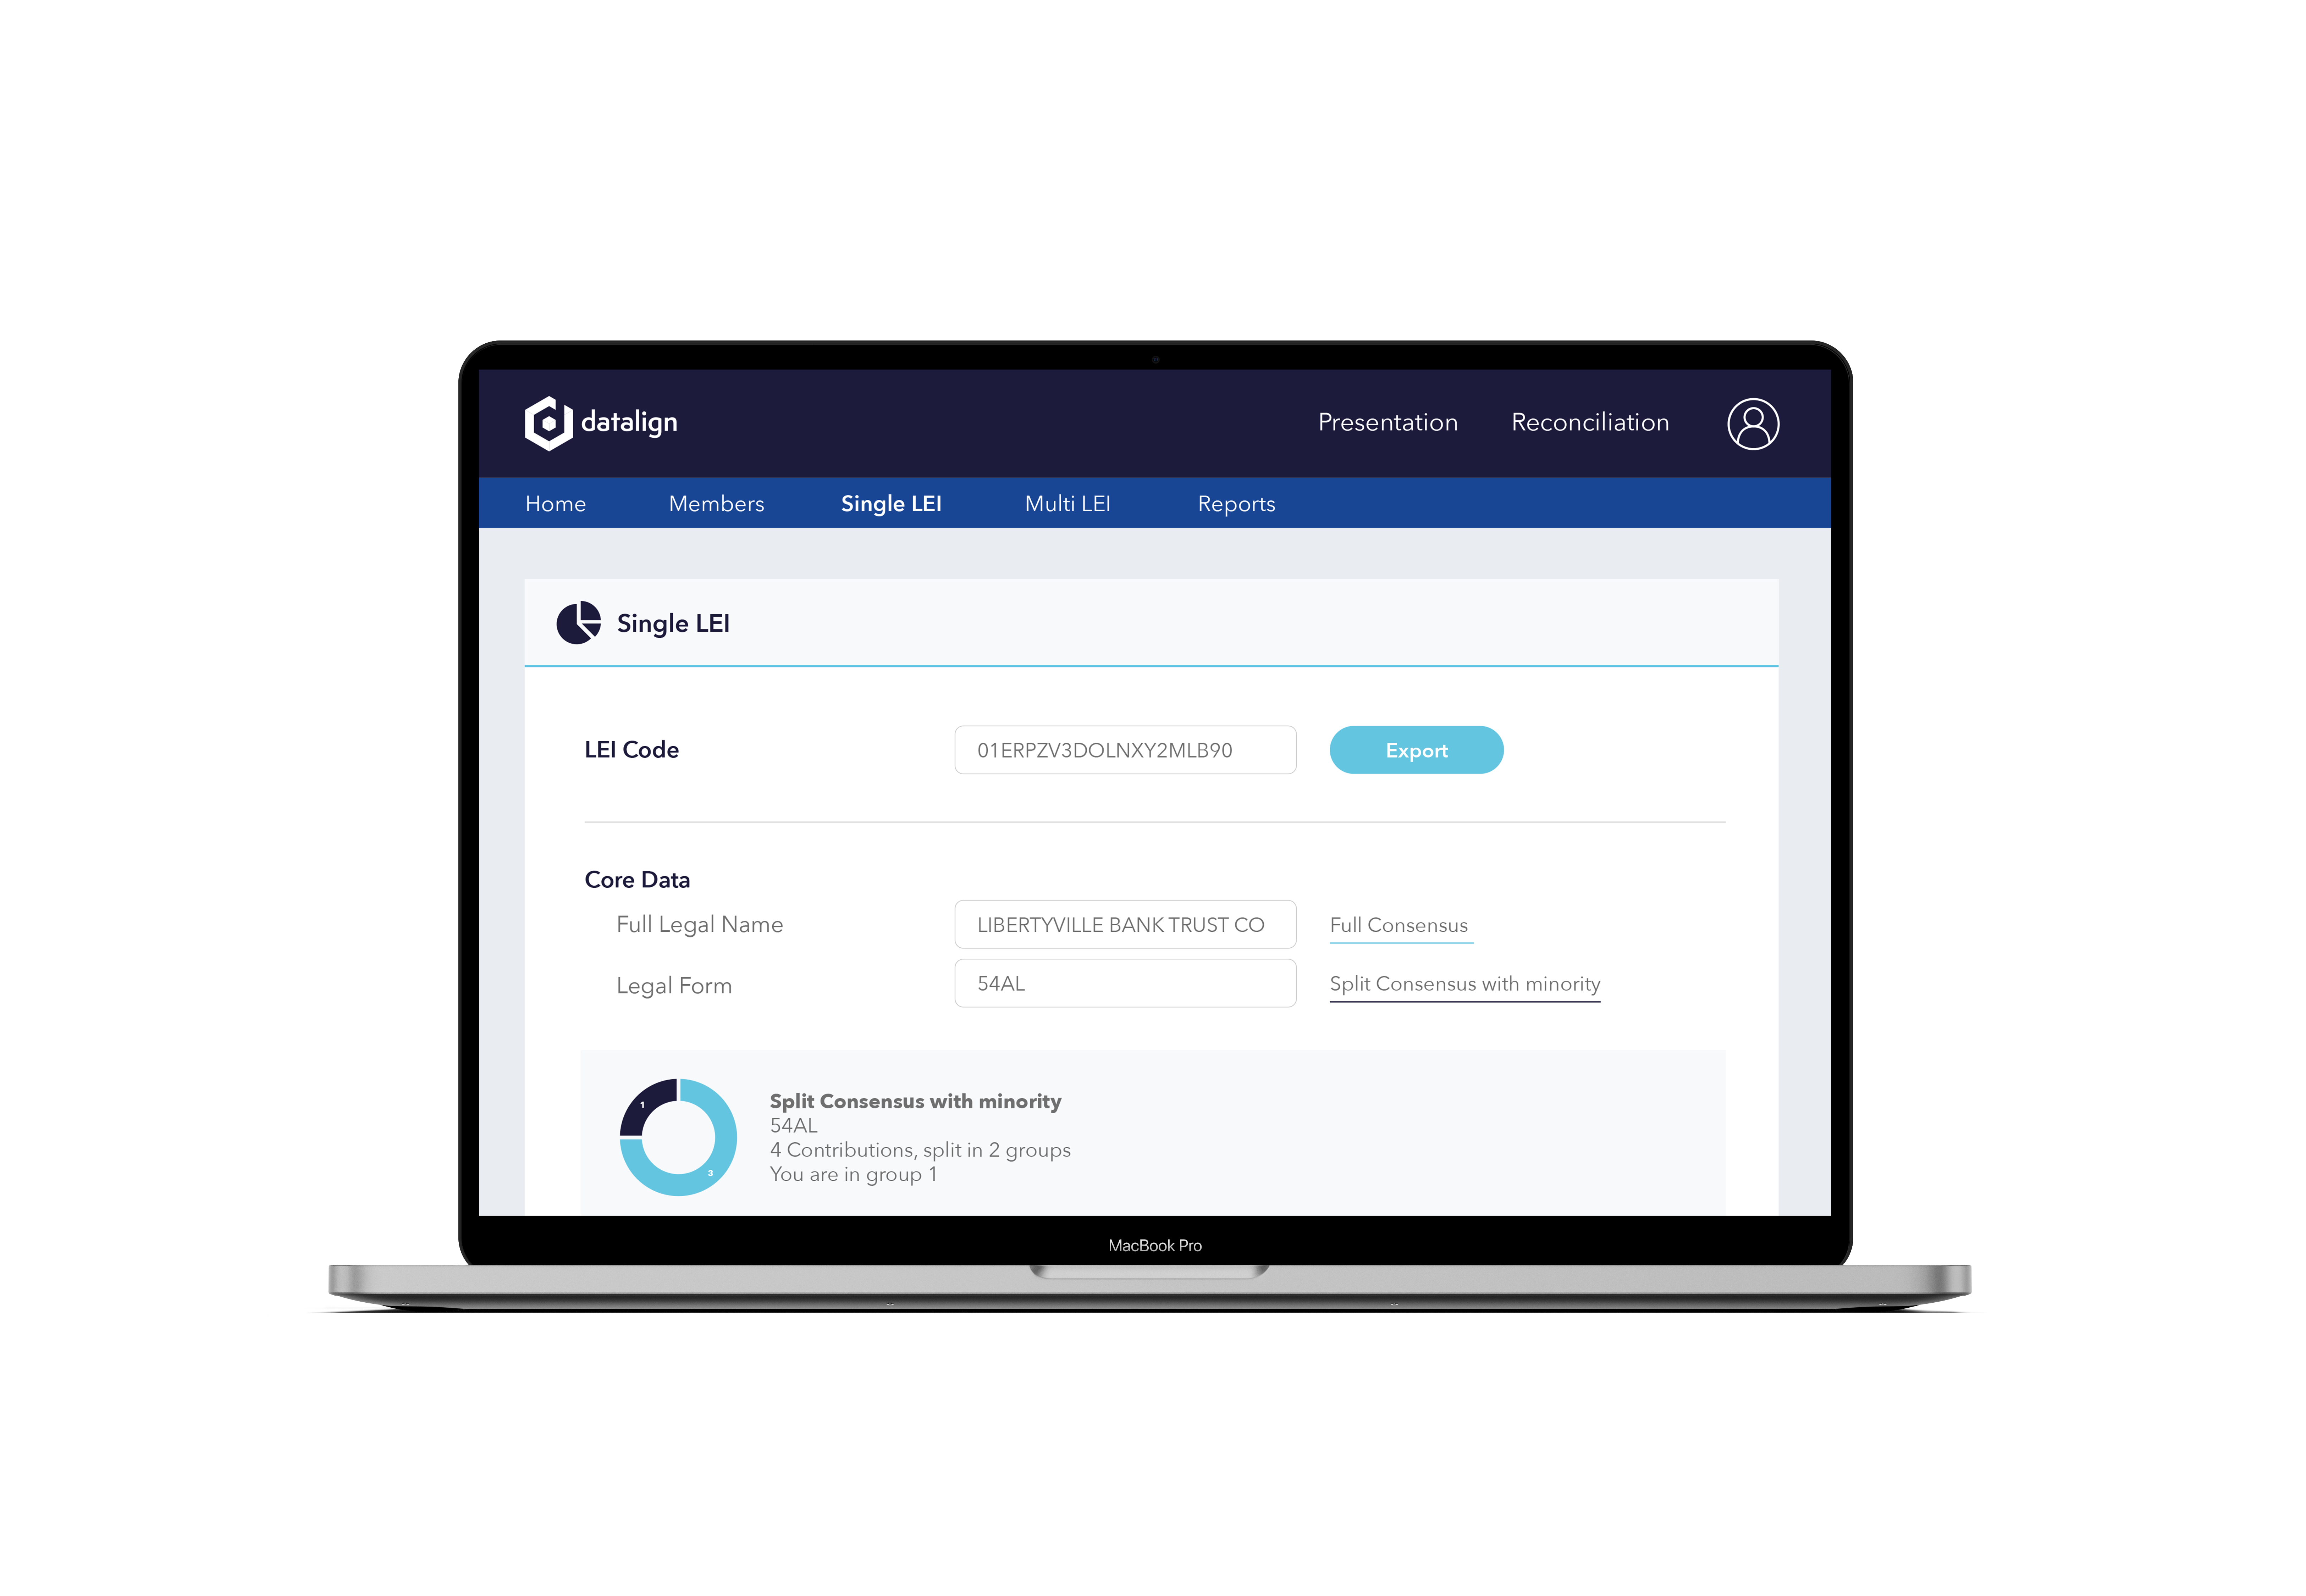 datalign
Presentation Reconciliation
Home Members Single LEI Multi LEI Reports
Single LEI
LEI Code 01ERPZV3DOLNXY2MLB90 Export
Core Data
Full Legal Name LIBERTYVILLE BANK TRUST CO Full Consensus
Legal Form 54AL Split Consensus with minority
1
3
Split Consensus with minority
54AL
4 Contributions, split in 2 groups
You are in group 1
MacBook Pro